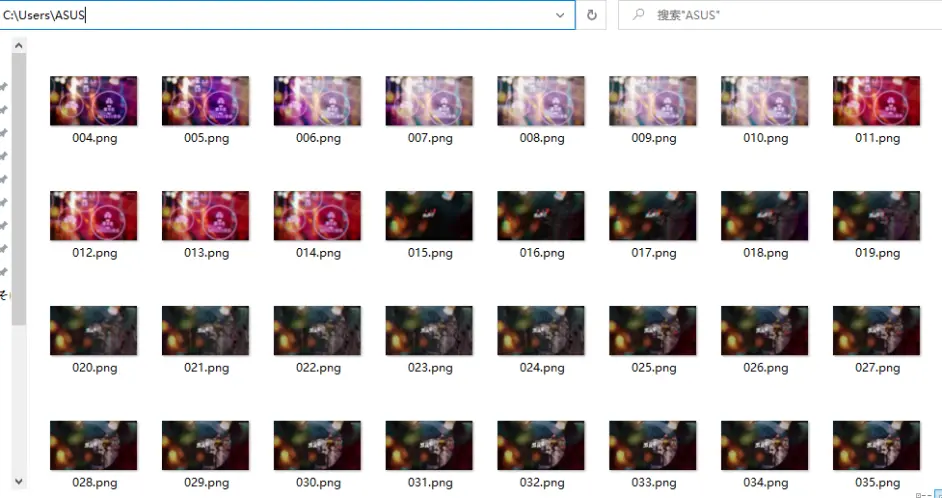 C:\Users\ASUS
搜索"ASUS"
004.png 005.png 006.png 007.png 008.png 009.png 010.png 011.png
012.png 013.png 014.png 015.png 016.png 017.png 018.png 019.png
020.png 021.png 022.png 023.png 024.png 025.png 026.png 027.png
028.png 029.png 030.png 031.png 032.png 033.png 034.png 035.png